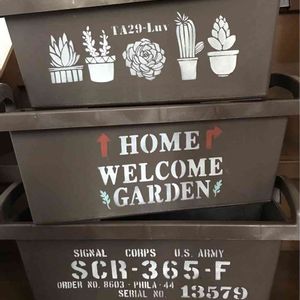 TA29-Luv
HOME
WELCOME
GARDEN
SIGNAL CORPS U.S. ARMY
SCR-365-F
ORDER NO. 8603 - PHILA - 44
SERIAL NO. 13579